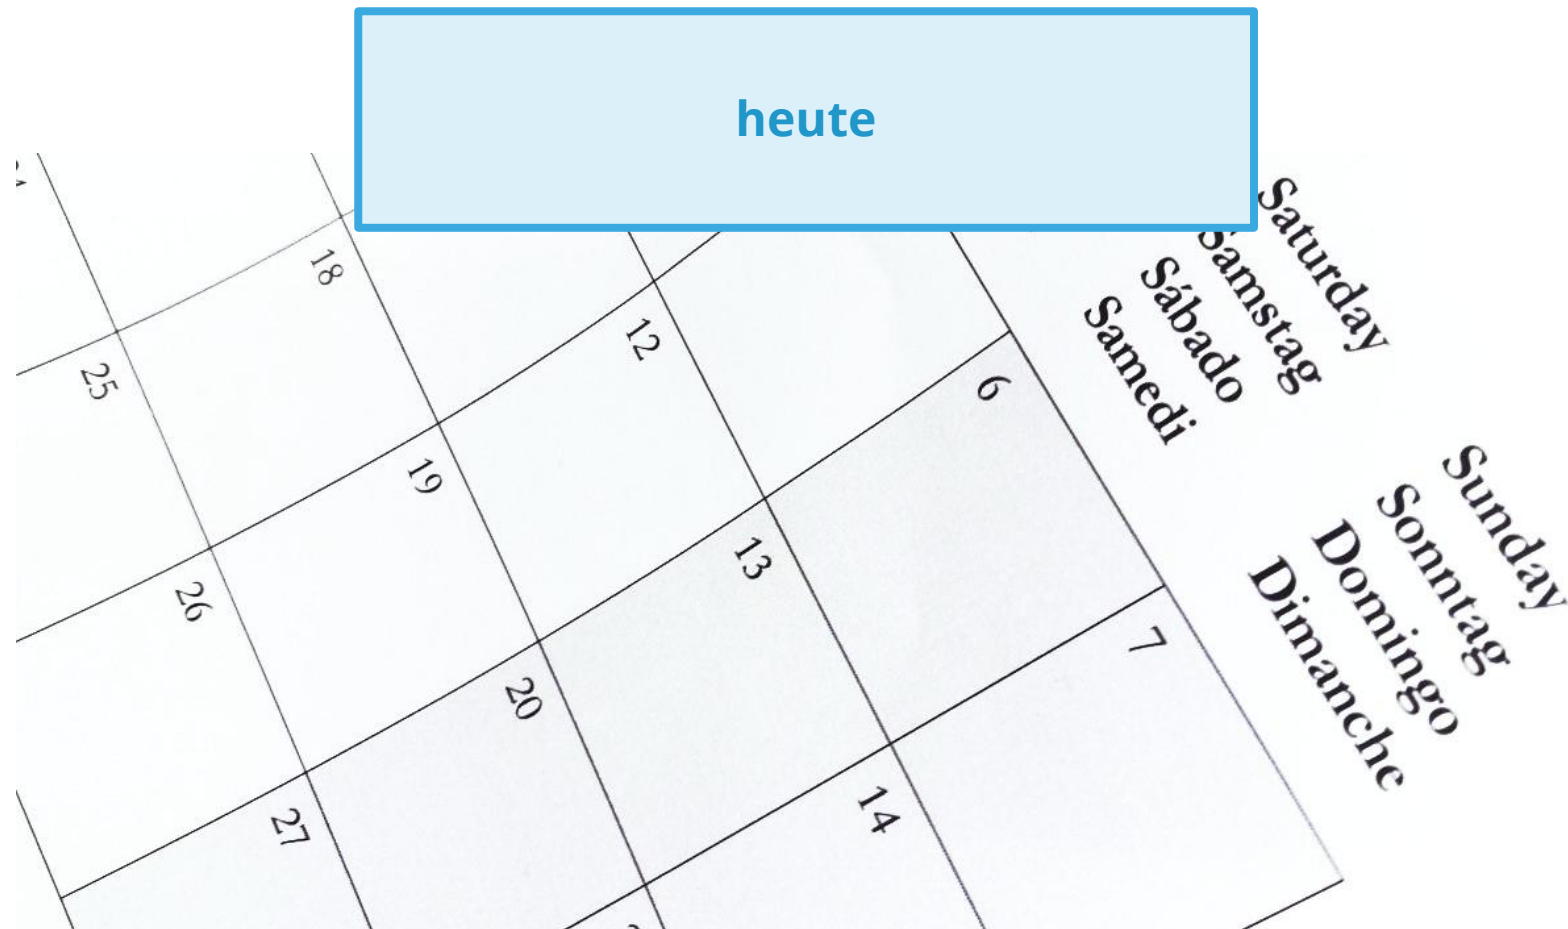 heute
Saturday
Samstag
Sábado
Samedi
Sunday
Sonntag
Domingo
Dimanche
6
7
12
13
14
18
19
20
25
26
27